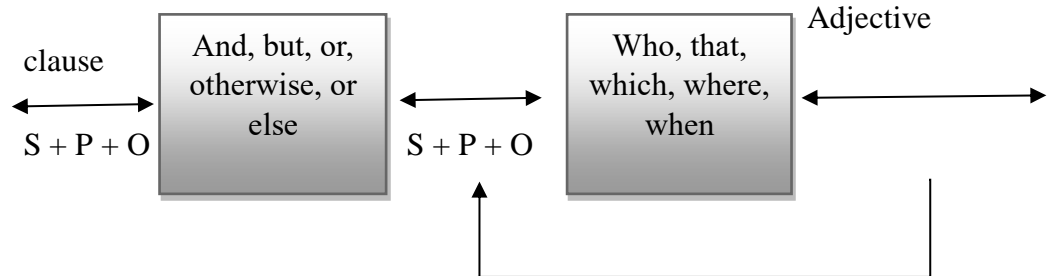 clause
S + P + O
And, but, or,
otherwise, or
else
S + P + O
Who, that,
which, where,
when
Adjective